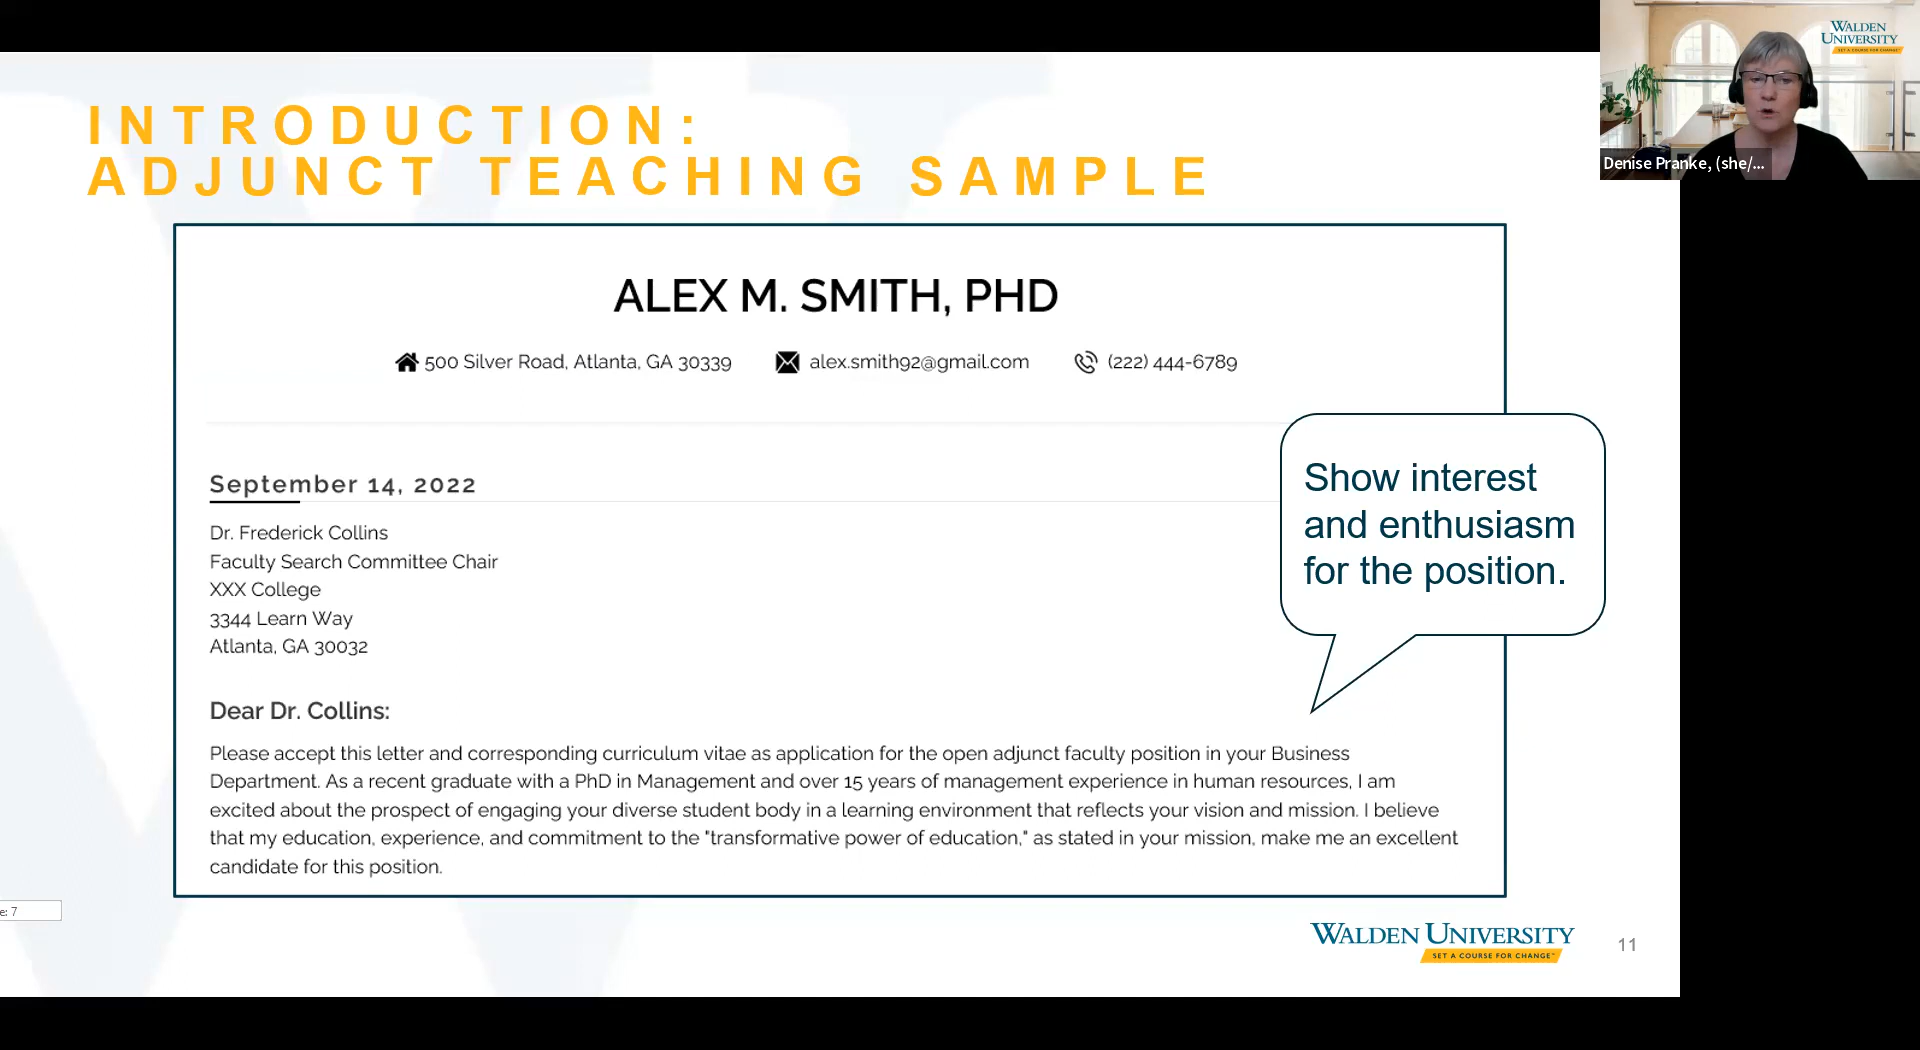 INTRODUCTION:
ADJUNCT TEACHING SAMPLE
ALEX M. SMITH, PHD
500 Silver Road, Atlanta, GA 30339 alex.smith92@gmail.com (222) 444-6789
September 14, 2022
Dr. Frederick Collins
Faculty Search Committee Chair
XXX College
3344 Learn Way
Atlanta, GA 30032
Dear Dr. Collins:
Please accept this letter and corresponding curriculum vitae as application for the open adjunct faculty position in your Business
Department. As a recent graduate with a PhD in Management and over 15 years of management experience in human resources, I am
excited about the prospect of engaging your diverse student body in a learning environment that reflects your vision and mission. I believe
that my education, experience, and commitment to the "transformative power of education," as stated in your mission, make me an excellent
candidate for this position.
Show interest
and enthusiasm
for the position.
e: 7
WALDEN UNIVERSITY
SET A COURSE FOR CHANGE™
11
WALDEN
UNIVERSITY
SET A COURSE FOR CHANGE™
Denise Pranke, (she/...